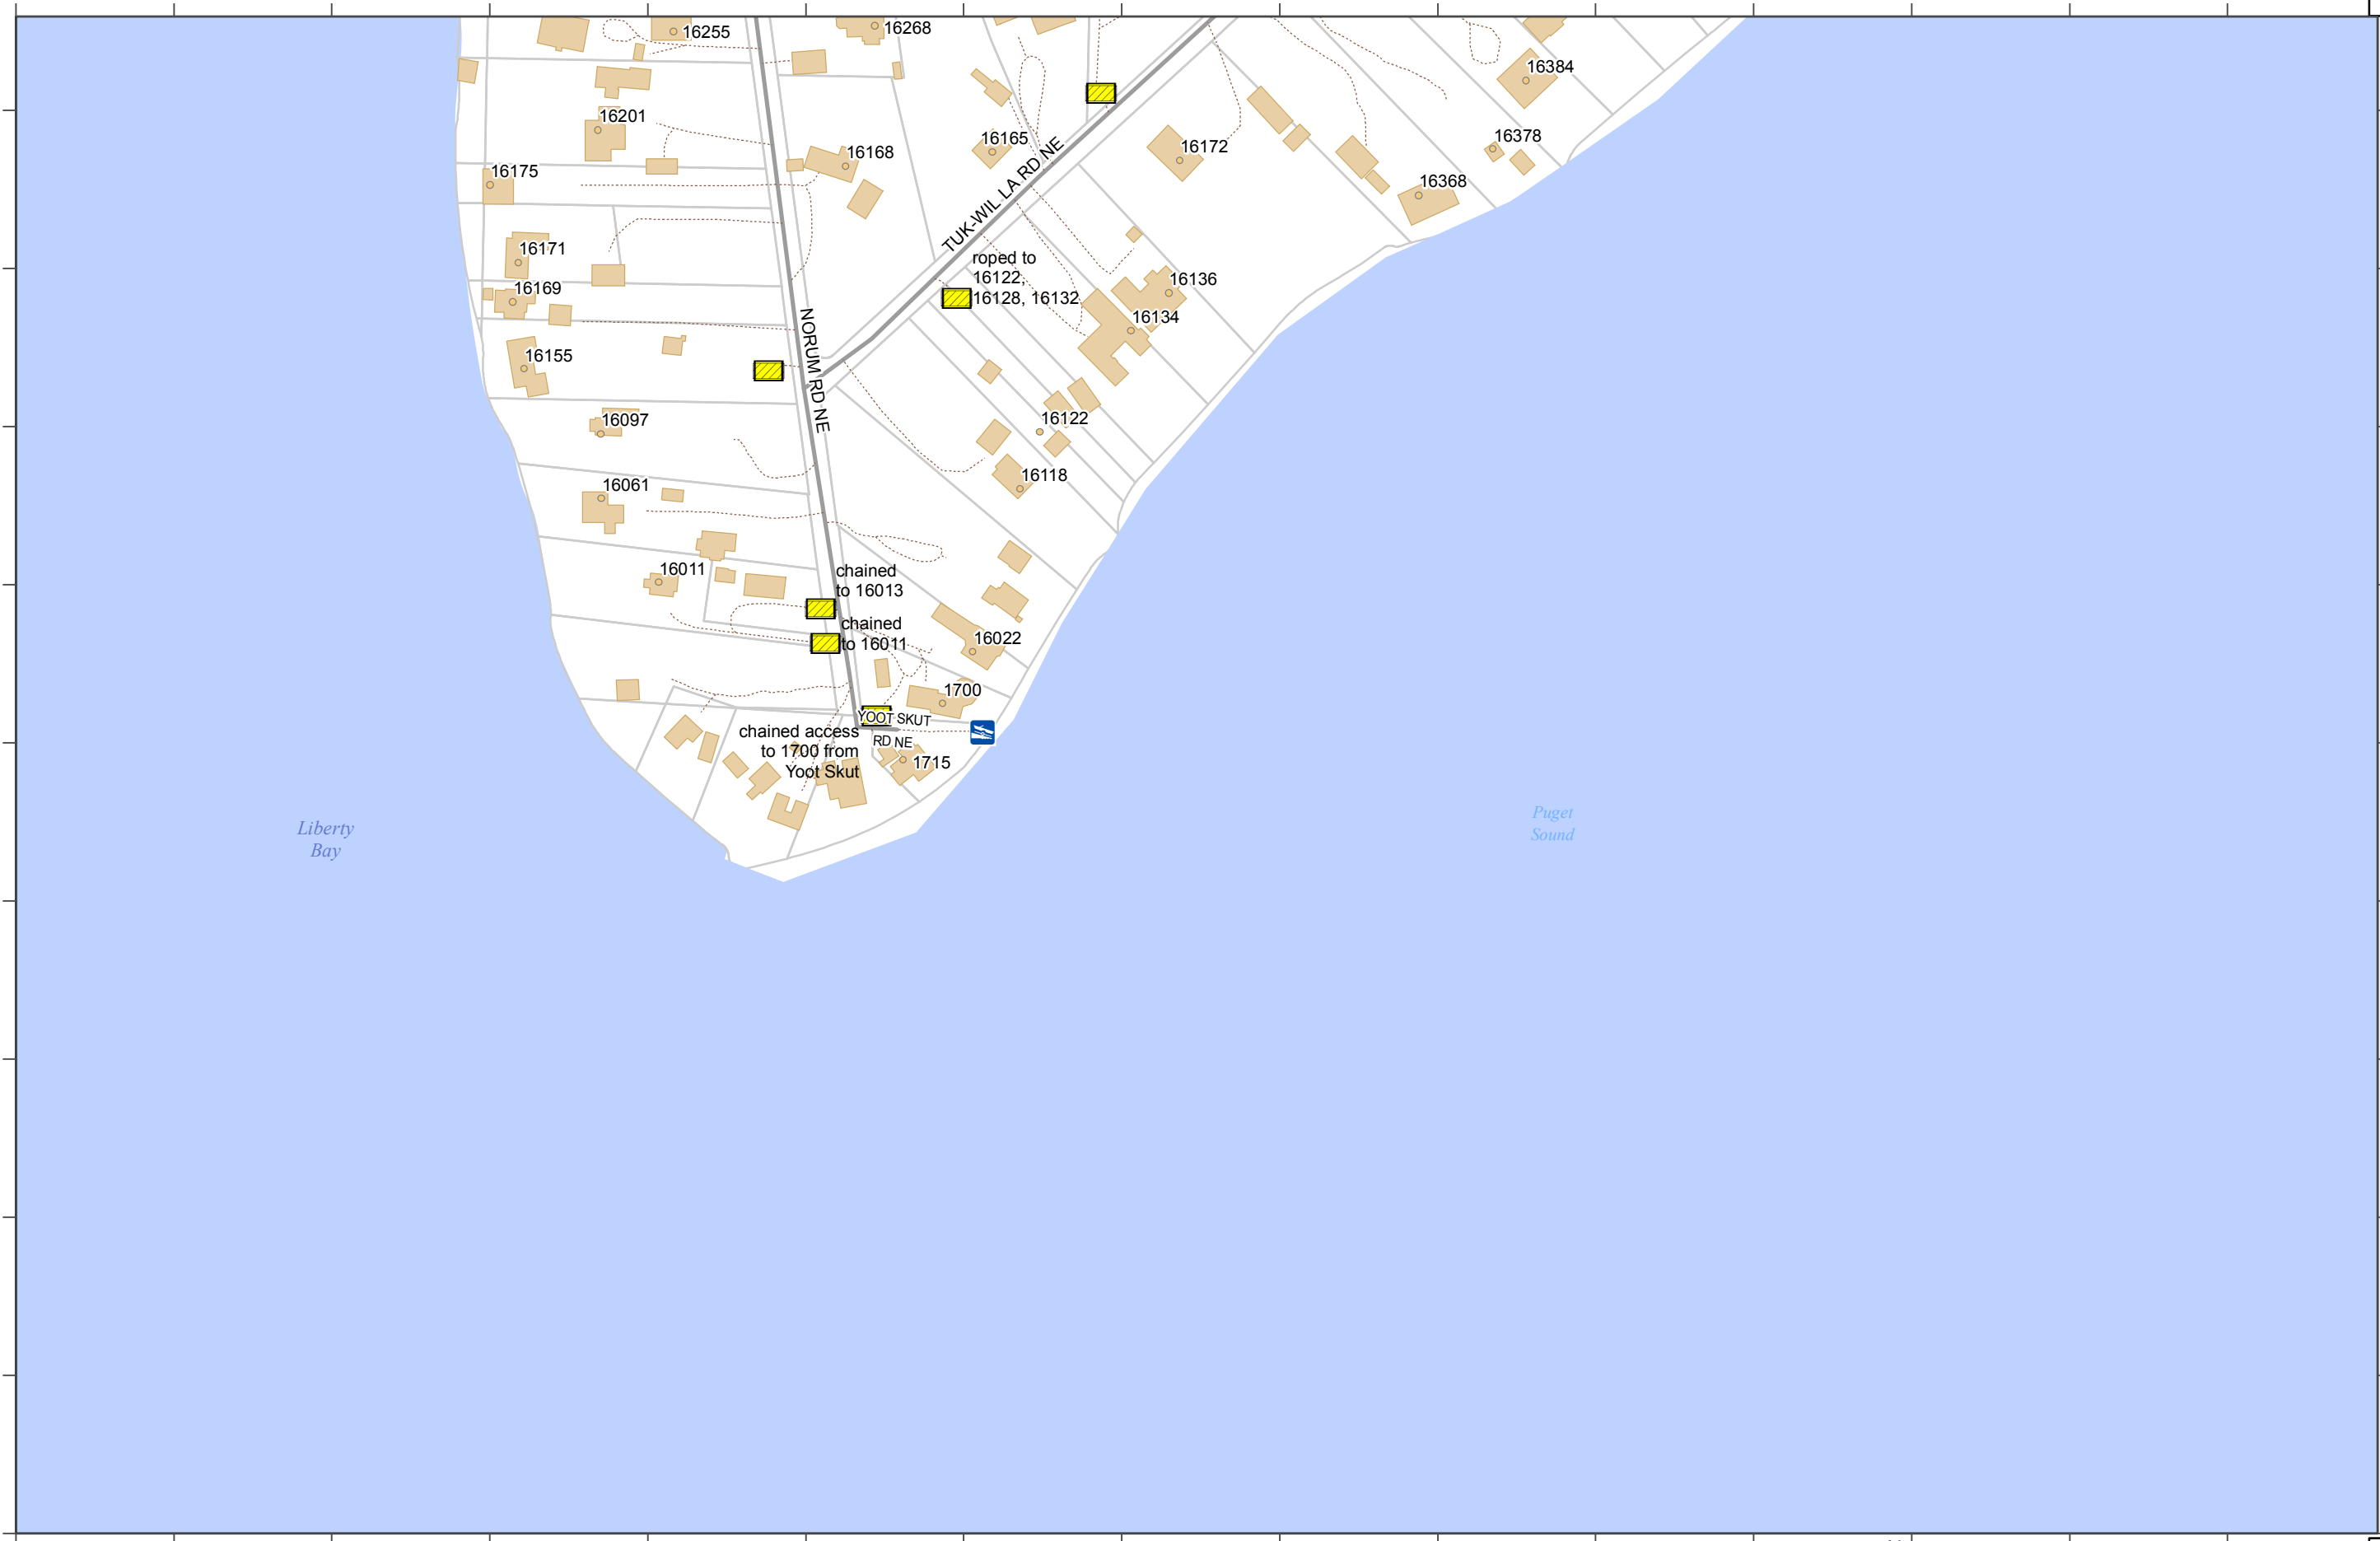 16255
16268
16384
16201
16165
16378
16172
16168
16175
16368
TUK-WIL LA RD NE
16171
roped to
16122,
16128, 16132
16136
16169
16134
NORUM RD NE
16155
16097
16122
16118
16061
chained
to 16013
16011
chained
to 16011
16022
1700
YOOT SKUT
RD NE
chained access
to 1700 from
Yoot Skut
1715
Liberty
Bay
Puget
Sound